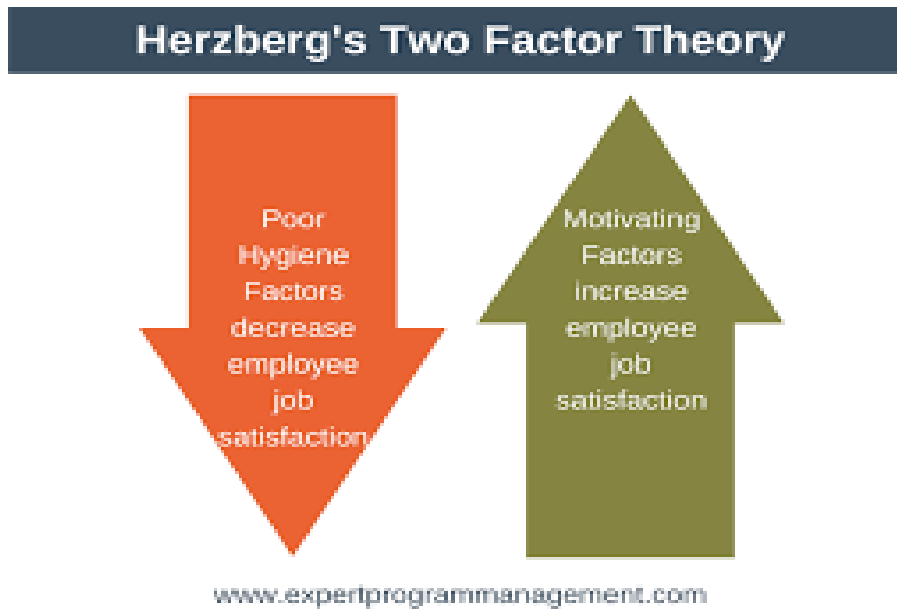 Herzberg's Two Factor Theory
Poor
Hygiene
Factors
decrease
employee
job
satisfaction
Motivating
Factors
increase
employee
job
satisfaction
www.expertprogrammanagement.com